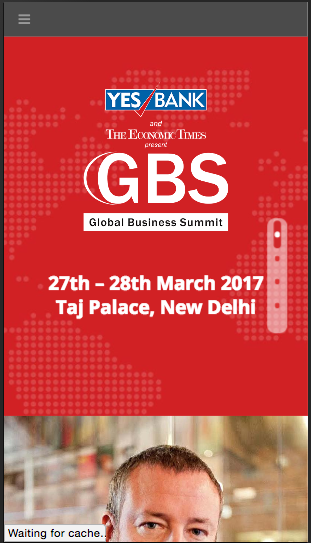 YES BANK
and
THE ECONOMIC TIMES
present
GBS
Global Business Summit
27th – 28th March 2017
Taj Palace, New Delhi
Waiting for cache...